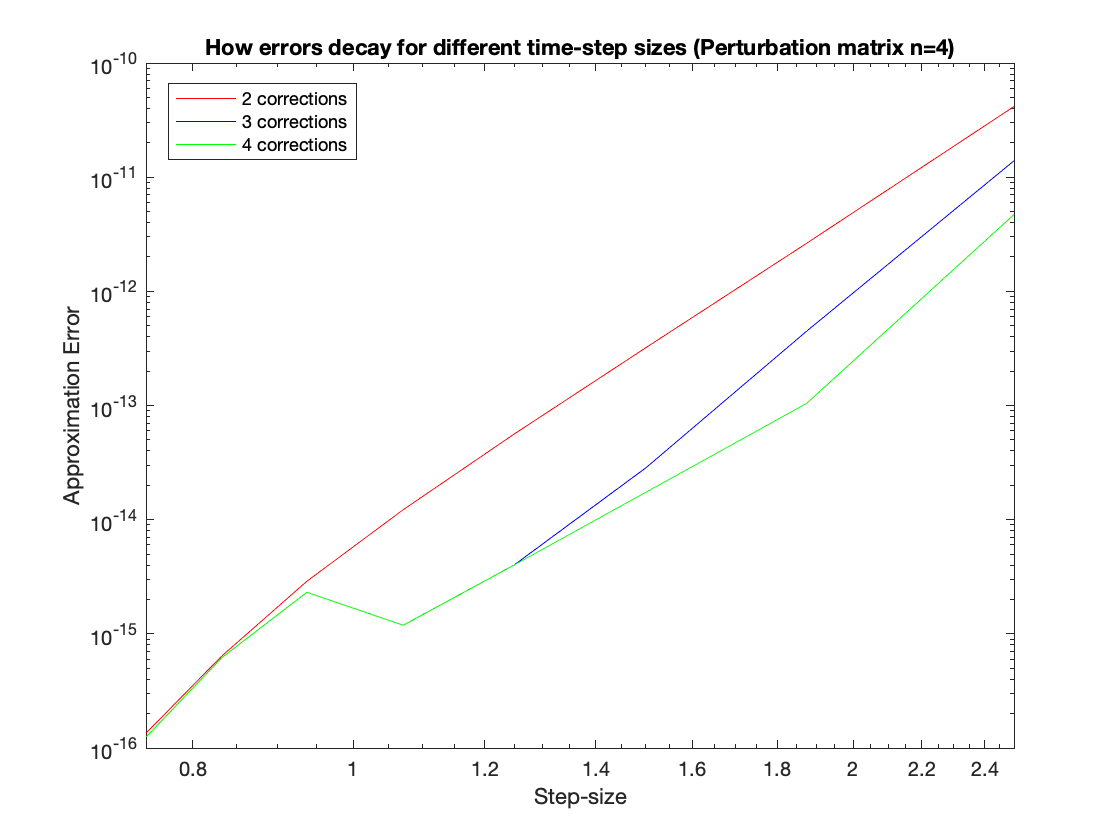 How errors decay for different time-step sizes (Perturbation matrix n=4)
2 corrections
3 corrections
4 corrections
10^-10
10^-11
10^-12
10^-13
10^-14
10^-15
10^-16
Approximation Error
0.8 1 1.2 1.4 1.6 1.8 2 2.2 2.4
Step-size